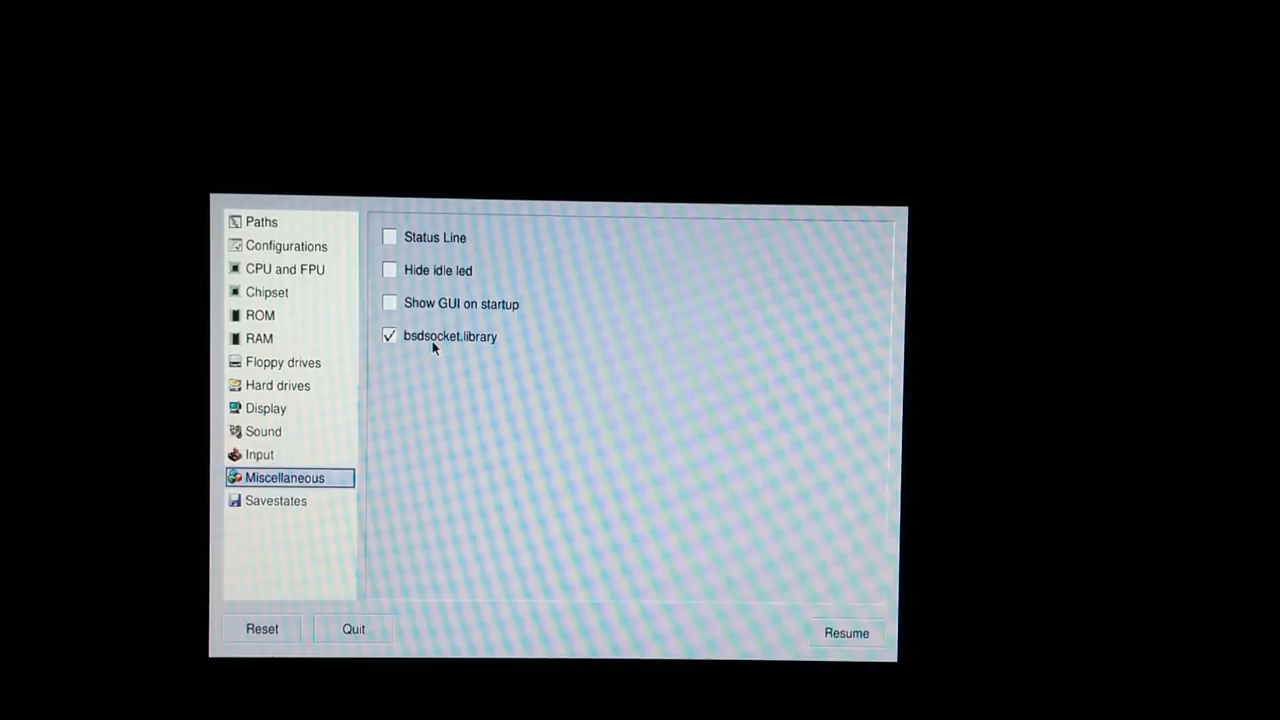 Paths
Configurations
CPU and FPU
Chipset
ROM
RAM
Floppy drives
Hard drives
Display
Sound
Input
Miscellaneous
Savestates
Status Line
Hide idle led
Show GUI on startup
bsdsocket.library
Reset
Quit
Resume